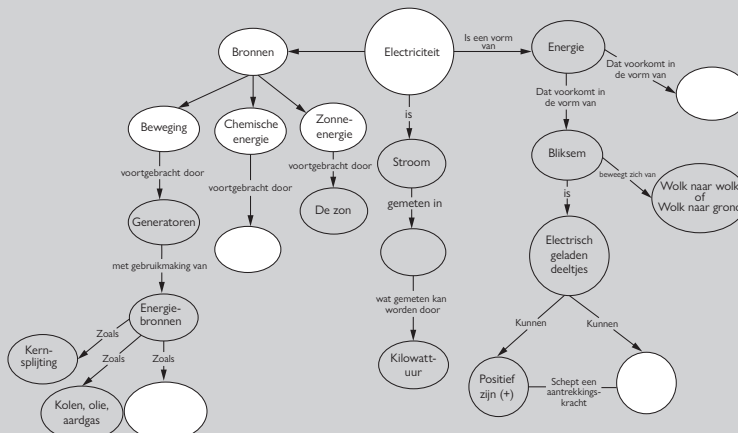 Electriciteit
Bronnen
Is een vorm
van
Energie
Dat voorkomt in
de vorm van
Dat voorkomt
in
de vorm van
Beweging
Chemische
energie
Zonne-
energie
is
Stroom
Bliksem
beweegt zich van
Wolk naar wolk
of
Wolk naar grond
voortgebracht door
voortgebracht door
voortgebracht door
gemeten in
is
Generatoren
De zon
Electrisch
geladen
deeltjes
met gebruikmaking van
wat gemeten kan
worden door
Energie-
bronnen
Kunnen
Kunnen
Zoals
Zoals
Zoals
Kern-
splijting
Kilowatt-
uur
Positief
zijn (+)
Schept een
aantrekkings-
kracht
Kolen, olie,
aardgas